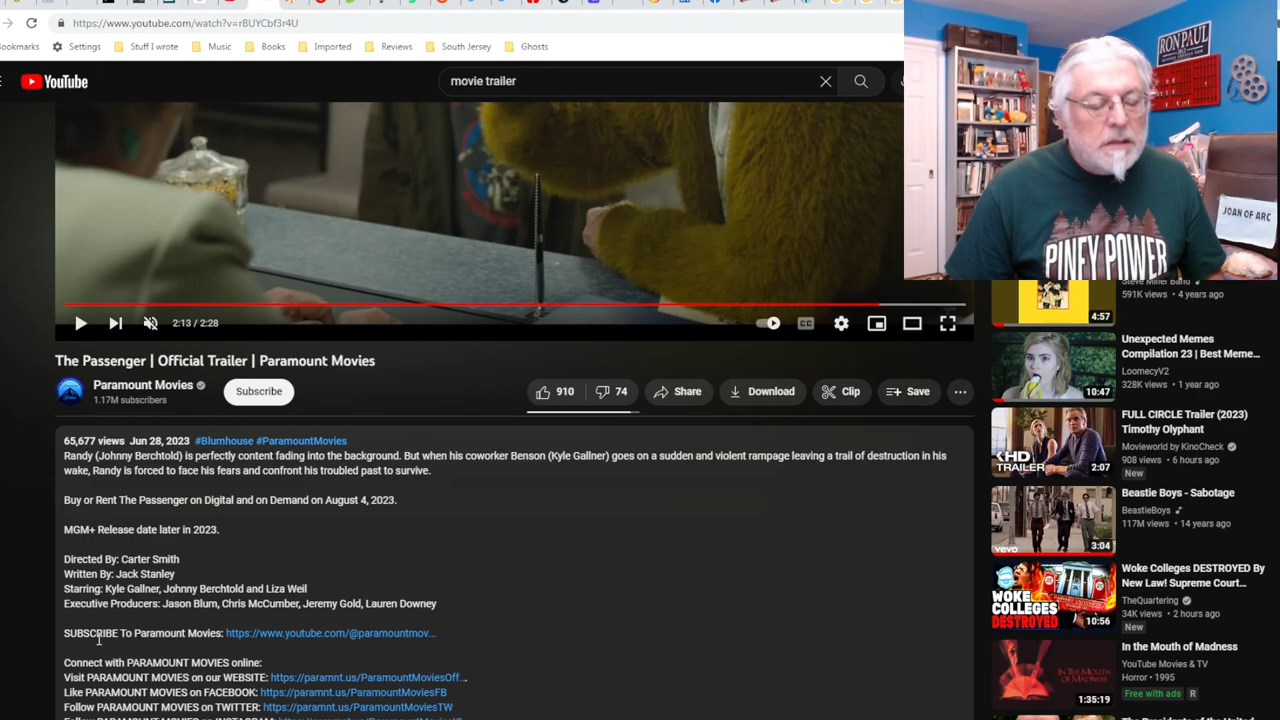 https://www.youtube.com/watch?v=rBUYCbf3r4U
ookmarks Settings Stuff I wrote Music Books Imported Reviews South Jersey Ghosts
YouTube
movie trailer
RON PAUL
JOAN OF ARC
PINEY POWER
2:13 / 2:28
CC
The Passenger | Official Trailer | Paramount Movies
Paramount Movies
1.17M subscribers
Subscribe
910
74
Share
Download
Clip
Save
65,677 views Jun 28, 2023 #Blumhouse #ParamountMovies
Randy (Johnny Berchtold) is perfectly content fading into the background. But when his coworker Benson (Kyle Gallner) goes on a sudden and violent rampage leaving a trail of destruction in his
wake, Randy is forced to face his fears and confront his troubled past to survive.
Buy or Rent The Passenger on Digital and on Demand on August 4, 2023.
MGM+ Release date later in 2023.
Directed By: Carter Smith
Written By: Jack Stanley
Starring: Kyle Gallner, Johnny Berchtold and Liza Weil
Executive Producers: Jason Blum, Chris McCumber, Jeremy Gold, Lauren Downey
SUBSCRIBE To Paramount Movies: https://www.youtube.com/@paramountmov...
Connect with PARAMOUNT MOVIES online:
Visit PARAMOUNT MOVIES on our WEBSITE: https://paramnt.us/ParamountMoviesOff...
Like PARAMOUNT MOVIES on FACEBOOK: https://paramnt.us/ParamountMoviesFB
Follow PARAMOUNT MOVIES on TWITTER: https://paramnt.us/ParamountMoviesTW
Steve Miller Band
591K views • 4 years ago
4:57
Unexpected Memes
Compilation 23 | Best Meme...
LoomecyV2
328K views • 1 year ago
10:47
FULL CIRCLE Trailer (2023)
Timothy Olyphant
Movieworld by KinoCheck
908 views • 6 hours ago
New
HD TRAILER
2:07
Beastie Boys - Sabotage
BeastieBoys
117M views • 14 years ago
vevo
3:04
Woke Colleges DESTROYED By
New Law! Supreme Court...
TheQuartering
34K views • 2 hours ago
New
WOKE
COLLEGES
DESTROYED
10:56
In the Mouth of Madness
YouTube Movies & TV
Horror • 1995
Free with ads R
1:35:19